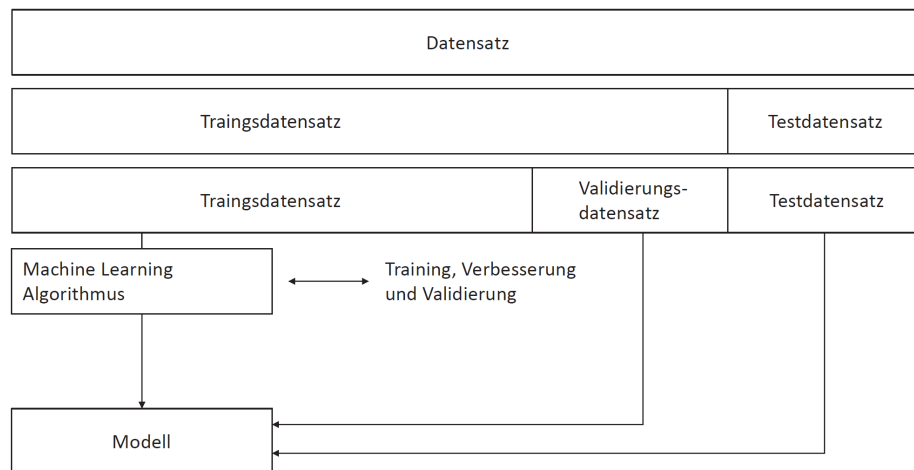 Datensatz
Traingsdatensatz
Testdatensatz
Traingsdatensatz
Validierungs-
datensatz
Testdatensatz
Machine Learning
Algorithmus
Training, Verbesserung
und Validierung
Modell